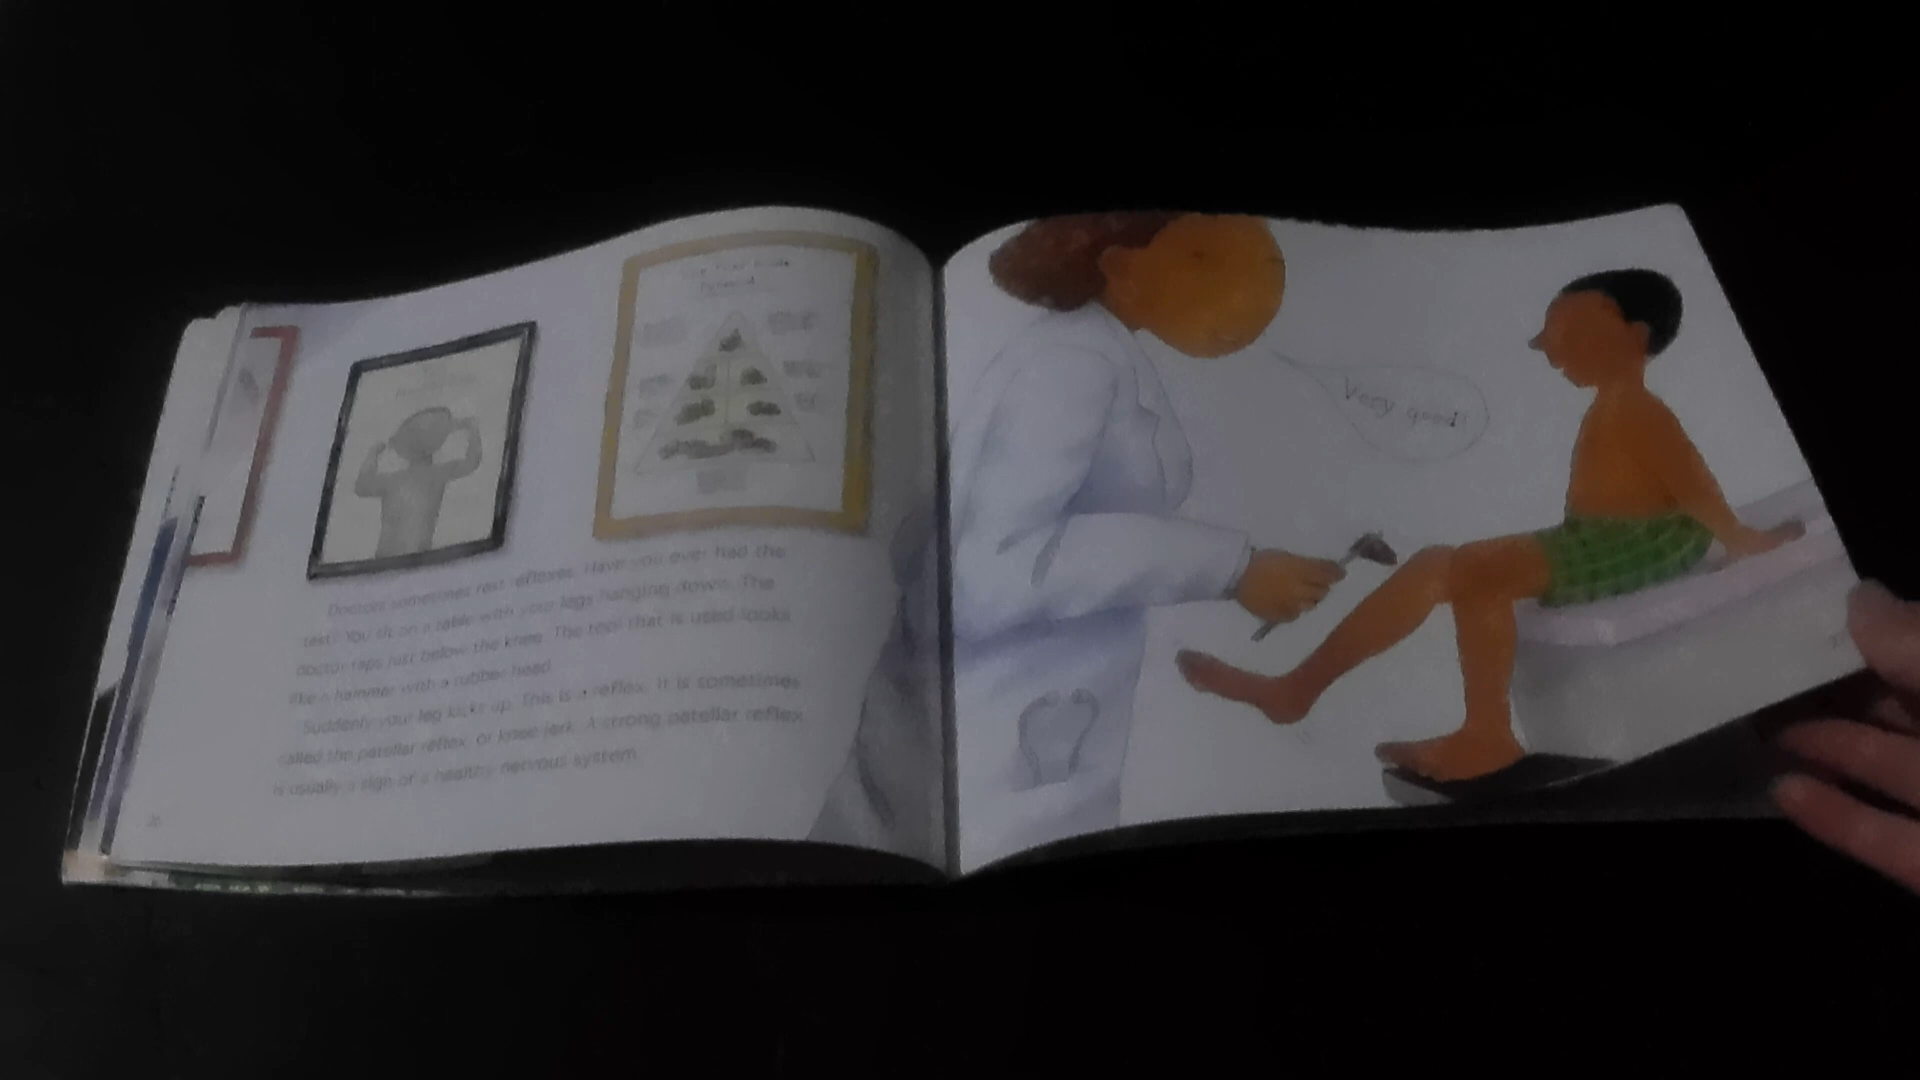 Pyramid
Doctors sometimes test reflexes. Have you ever had the
test? You sit on a table with your legs hanging down. The
doctor taps just below the knee. The tool that is used looks
like a hammer with a rubber head.
Suddenly your leg kicks up. This is a reflex. It is sometimes
called the patellar reflex, or knee-jerk. A strong patellar reflex
is usually a sign of a healthy nervous system.
Very good!